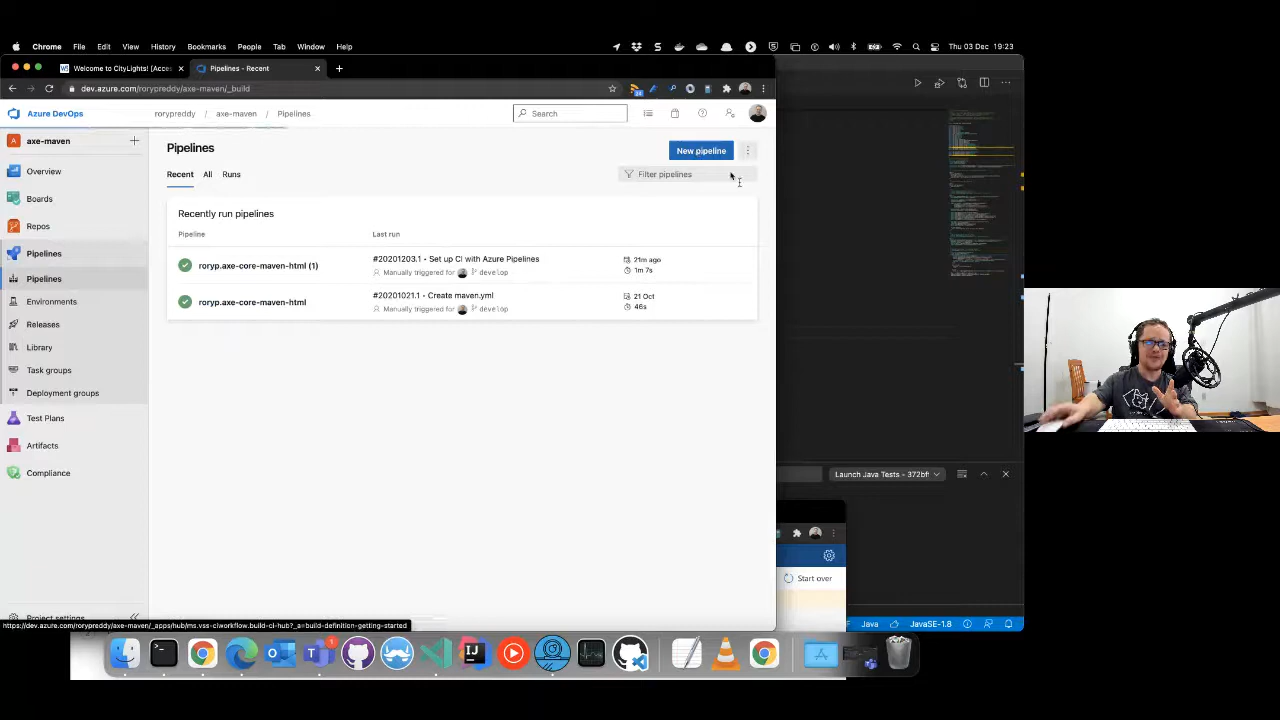 Chrome File Edit View History Bookmarks People Tab Window Help
Thu 03 Dec 19:23
Welcome to CityLights! [Acces
Pipelines - Recent
dev.azure.com/rorypreddy/axe-maven/_build
Azure DevOps
rorypreddy / axe-maven / Pipelines
Search
A axe-maven
Overview
Boards
Repos
Pipelines
Pipelines
Environments
Releases
Library
Task groups
Deployment groups
Test Plans
Artifacts
Compliance
Project settings
Pipelines
New pipeline
Recent All Runs
Filter pipelines
Recently run pipelines
Pipeline Last run
roryp.axe-core-maven-html (1)
#20201203.1 - Set up CI with Azure Pipelines
Manually triggered for develop
21m ago
1m 7s
roryp.axe-core-maven-html
#20201021.1 - Create maven.yml
Manually triggered for develop
21 Oct
46s
https://dev.azure.com/rorypreddy/axe-maven/_apps/hub/ms.vss-ciworkflow.build-ci-hub?_a=build-definition-getting-started
Launch Java Tests - 372bf
Start over
F Java JavaSE-1.8